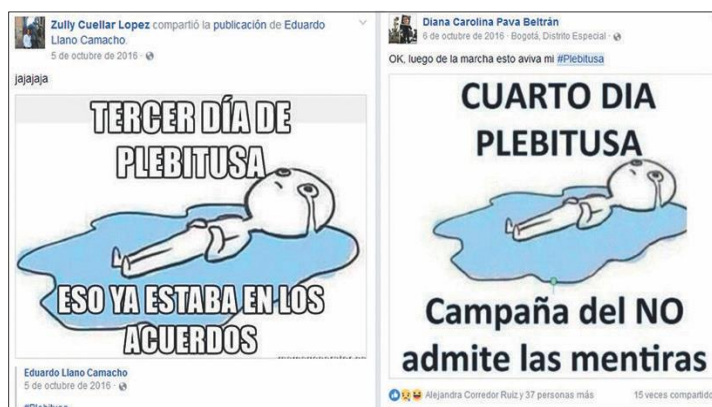 Zully Cuellar Lopez compartió la publicación de Eduardo
Llano Camacho.
5 de octubre de 2016
jajajaja
TERCER DÍA DE
PLEBITUSA
ESO YA ESTABA EN LOS
ACUERDOS
Eduardo Llano Camacho
5 de octubre de 2016
#Plebitusa
Diana Carolina Pava Beltrán
6 de octubre de 2016 · Bogotá, Distrito Especial
OK, luego de la marcha esto aviva mi #Plebitusa
CUARTO DIA
PLEBITUSA
Campaña del NO
admite las mentiras
Alejandra Corredor Ruiz y 37 personas más 15 veces compartido